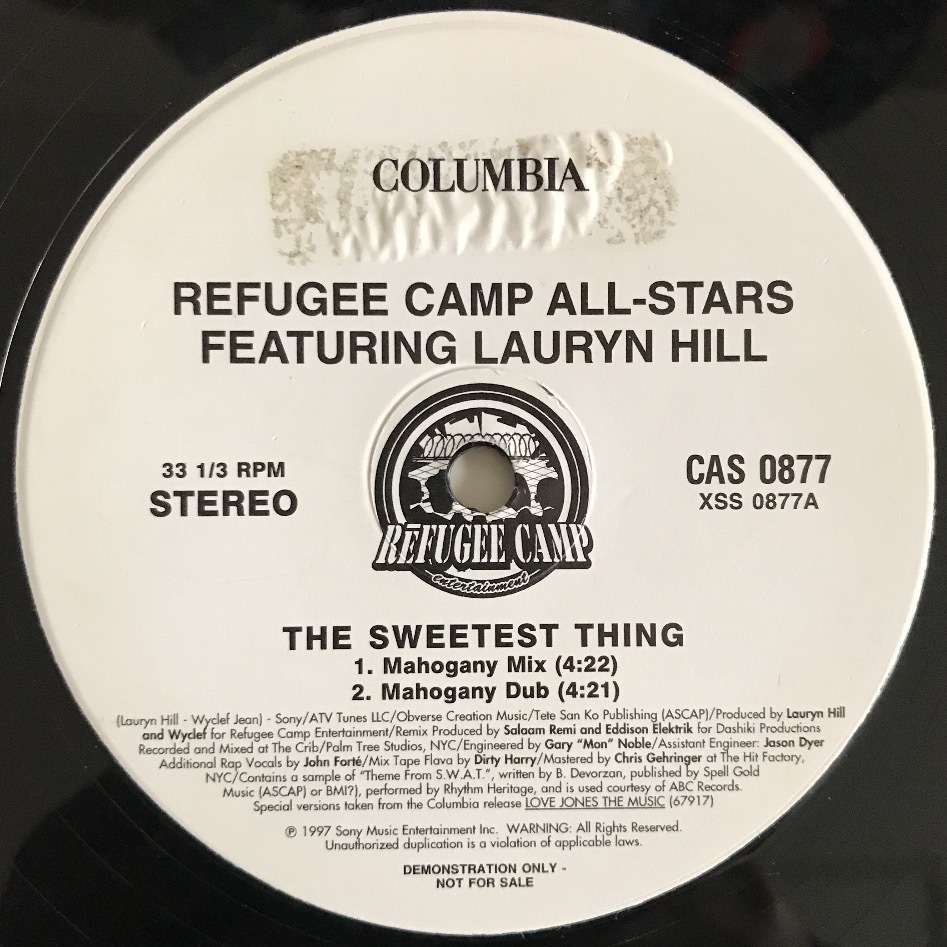 COLUMBIA
REFUGEE CAMP ALL-STARS
FEATURING LAURYN HILL
33 1/3 RPM
STEREO
CAS 0877
XSS 0877A
REFUGEE CAMP
entertainment
THE SWEETEST THING
1. Mahogany Mix (4:22)
2. Mahogany Dub (4:21)
(Lauryn Hill - Wyclef Jean) - Sony/ATV Tunes LLC/Obverse Creation Music/Tete San Ko Publishing (ASCAP)/Produced by Lauryn Hill
and Wyclef for Refugee Camp Entertainment/Remix Produced by Salaam Remi and Eddison Elektrik for Dashiki Productions
Recorded and Mixed at The Crib/Palm Tree Studios, NYC/Engineered by Gary "Mon" Noble/Assistant Engineer: Jason Dyer
Additional Rap Vocals by John Forté/Mix Tape Flava by Dirty Harry/Mastered by Chris Gehringer at The Hit Factory,
NYC/Contains a sample of "Theme From S.W.A.T.", written by B. Devorzan, published by Spell Gold
Music (ASCAP) or BMI?), performed by Rhythm Heritage, and is used courtesy of ABC Records.
Special versions taken from the Columbia release LOVE JONES THE MUSIC (67917)
℗ 1997 Sony Music Entertainment Inc. WARNING: All Rights Reserved.
Unauthorized duplication is a violation of applicable laws.
DEMONSTRATION ONLY -
NOT FOR SALE